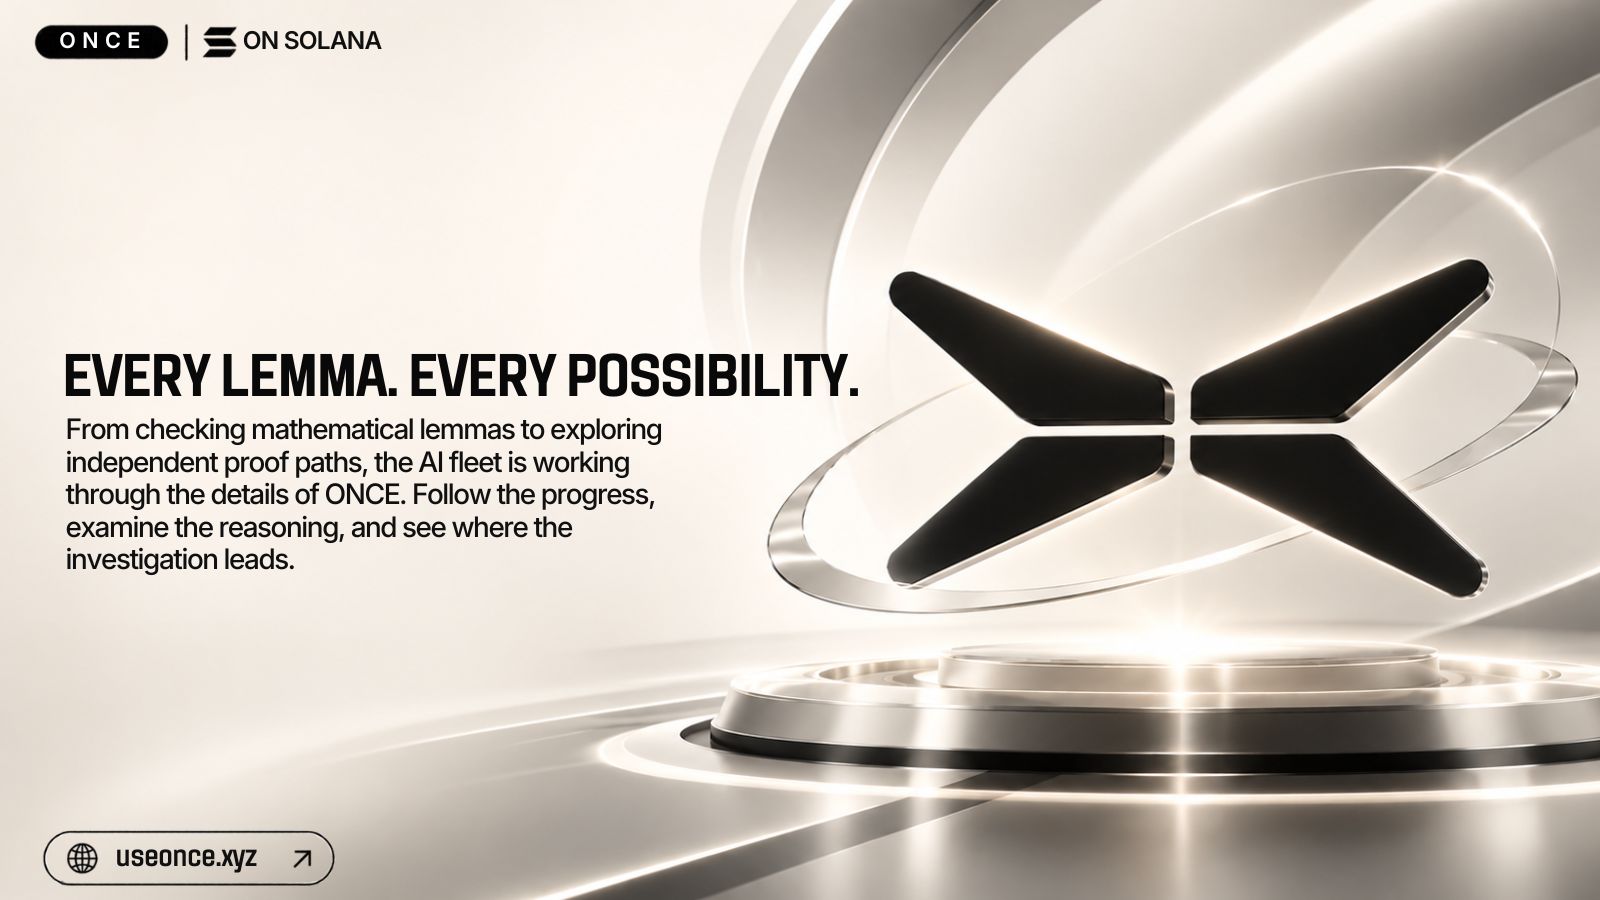 ONCE
ON SOLANA
EVERY LEMMA. EVERY POSSIBILITY.
From checking mathematical lemmas to exploring
independent proof paths, the AI fleet is working
through the details of ONCE. Follow the progress,
examine the reasoning, and see where the
investigation leads.
useonce.xyz